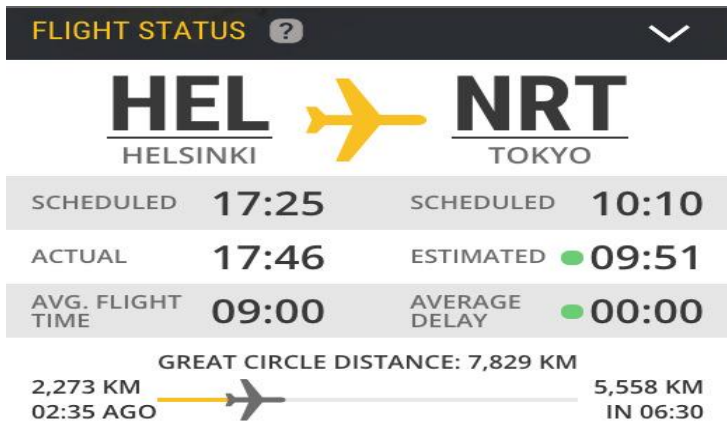 FLIGHT STATUS ?
HEL NRT
HELSINKI TOKYO
SCHEDULED 17:25 SCHEDULED 10:10
ACTUAL 17:46 ESTIMATED 09:51
AVG. FLIGHT TIME 09:00 AVERAGE DELAY 00:00
GREAT CIRCLE DISTANCE: 7,829 KM
2,273 KM 5,558 KM
02:35 AGO IN 06:30